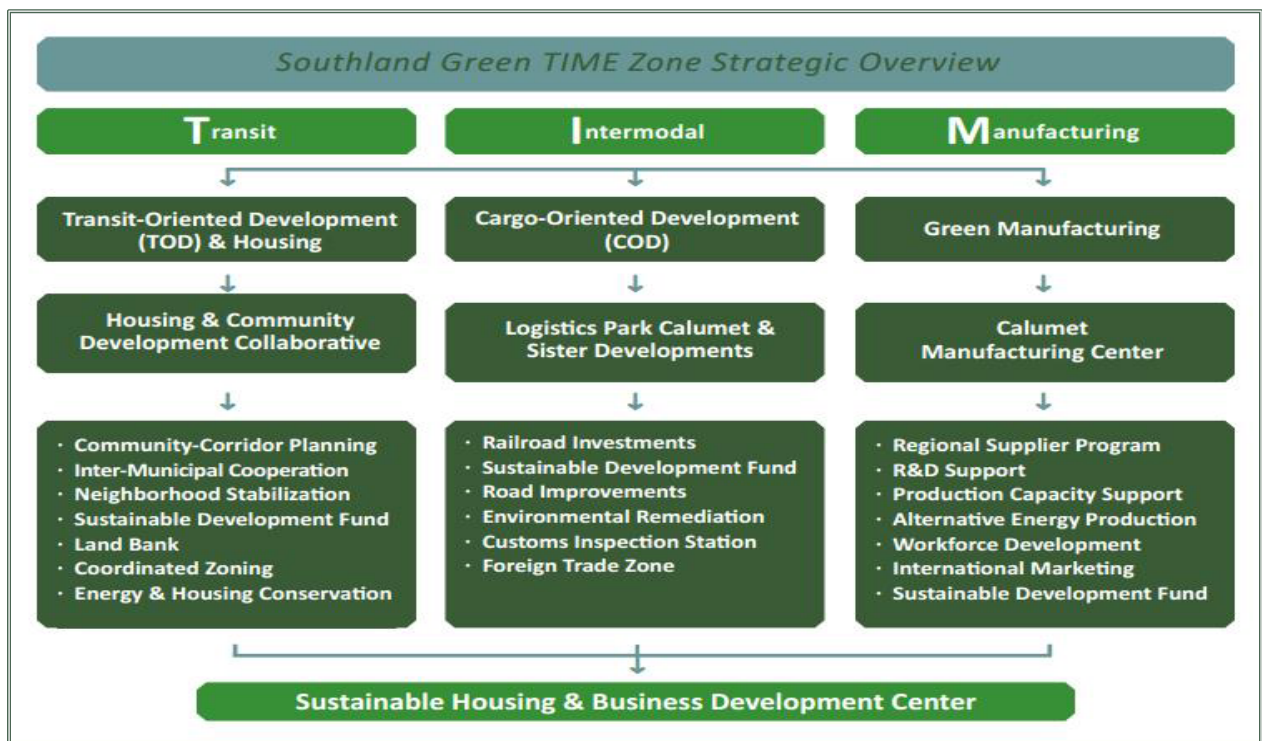 Southland Green TIME Zone Strategic Overview
Transit
Intermodal
Manufacturing
Transit-Oriented Development
(TOD) & Housing
Cargo-Oriented Development
(COD)
Green Manufacturing
Housing & Community
Development Collaborative
Logistics Park Calumet &
Sister Developments
Calumet
Manufacturing Center
· Community-Corridor Planning
· Inter-Municipal Cooperation
· Neighborhood Stabilization
· Sustainable Development Fund
· Land Bank
· Coordinated Zoning
· Energy & Housing Conservation
· Railroad Investments
· Sustainable Development Fund
· Road Improvements
· Environmental Remediation
· Customs Inspection Station
· Foreign Trade Zone
· Regional Supplier Program
· R&D Support
· Production Capacity Support
· Alternative Energy Production
· Workforce Development
· International Marketing
· Sustainable Development Fund
Sustainable Housing & Business Development Center